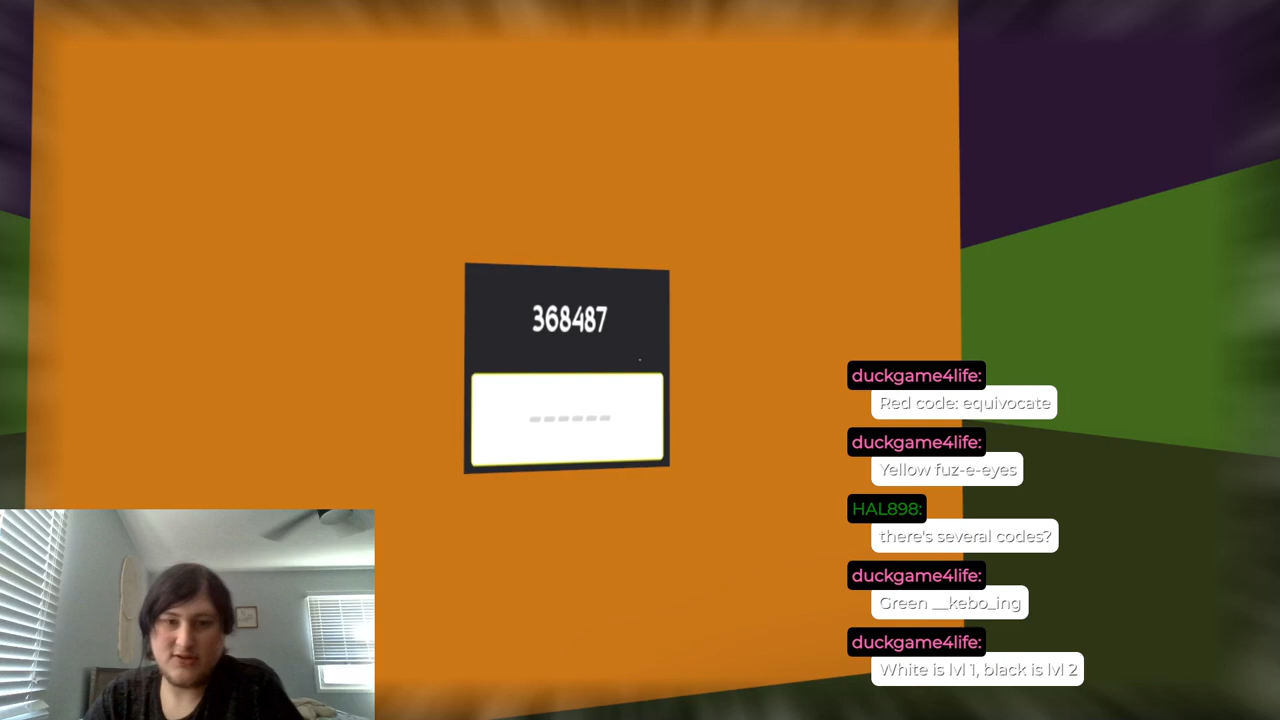 368487
------
duckgame4life:
Red code: equivocate
duckgame4life:
Yellow fuz-e-eyes
HAL898:
there's several codes?
duckgame4life:
Green __kebo_ing
duckgame4life:
White is lvl 1, black is lvl 2